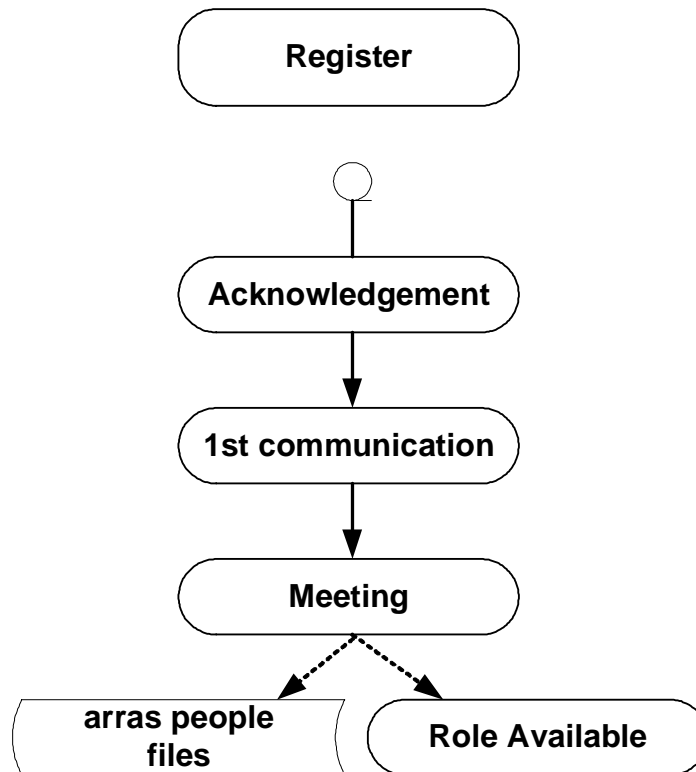 Register
Acknowledgement
1st communication
Meeting
arras people
files
Role Available